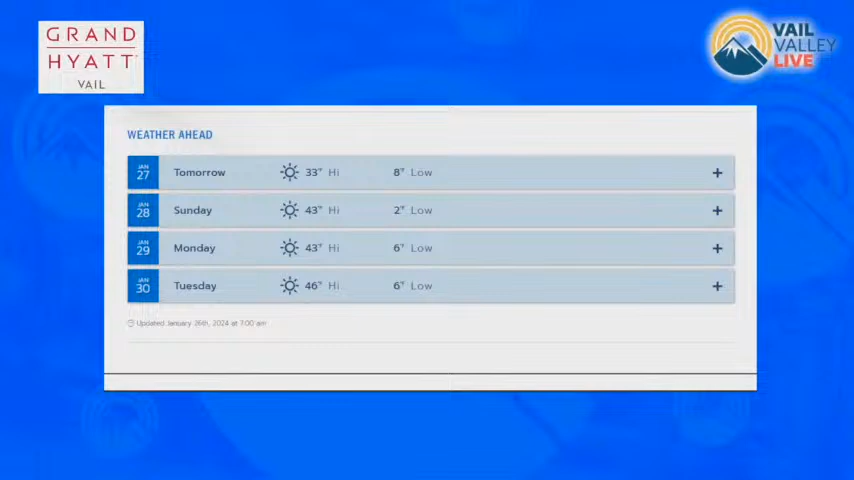 GRAND
HYATT
VAIL
VAIL
VALLEY
LIVE
WEATHER AHEAD
JAN 27 Tomorrow 33° Hi 8° Low +
JAN 28 Sunday 43° Hi 2° Low +
JAN 29 Monday 43° Hi 6° Low +
JAN 30 Tuesday 46° Hi 6° Low +
Updated January 26th, 2024 at 7:00 am